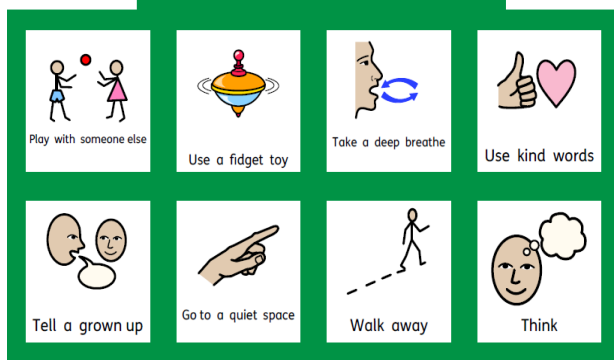 Play with someone else
Use a fidget toy
Take a deep breathe
Use kind words
Tell a grown up
Go to a quiet space
Walk away
Think